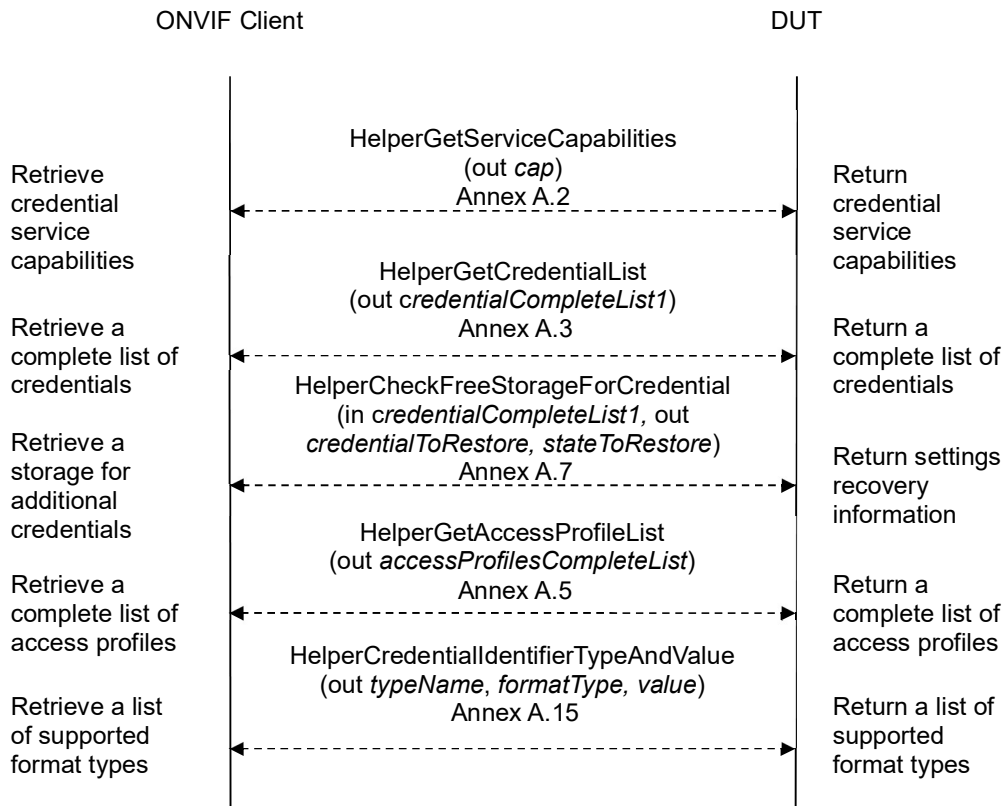 ONVIF Client
DUT
HelperGetServiceCapabilities
(out cap)
Annex A.2
Retrieve
credential
service
capabilities
Return
credential
service
capabilities
HelperGetCredentialList
(out credentialCompleteList1)
Annex A.3
Retrieve a
complete list of
credentials
Return a
complete list of
credentials
HelperCheckFreeStorageForCredential
(in credentialCompleteList1, out
credentialToRestore, stateToRestore)
Annex A.7
Retrieve a
storage for
additional
credentials
Return settings
recovery
information
HelperGetAccessProfileList
(out accessProfilesCompleteList)
Annex A.5
Retrieve a
complete list of
access profiles
Return a
complete list of
access profiles
HelperCredentialIdentifierTypeAndValue
(out typeName, formatType, value)
Annex A.15
Retrieve a list
of supported
format types
Return a list of
supported
format types